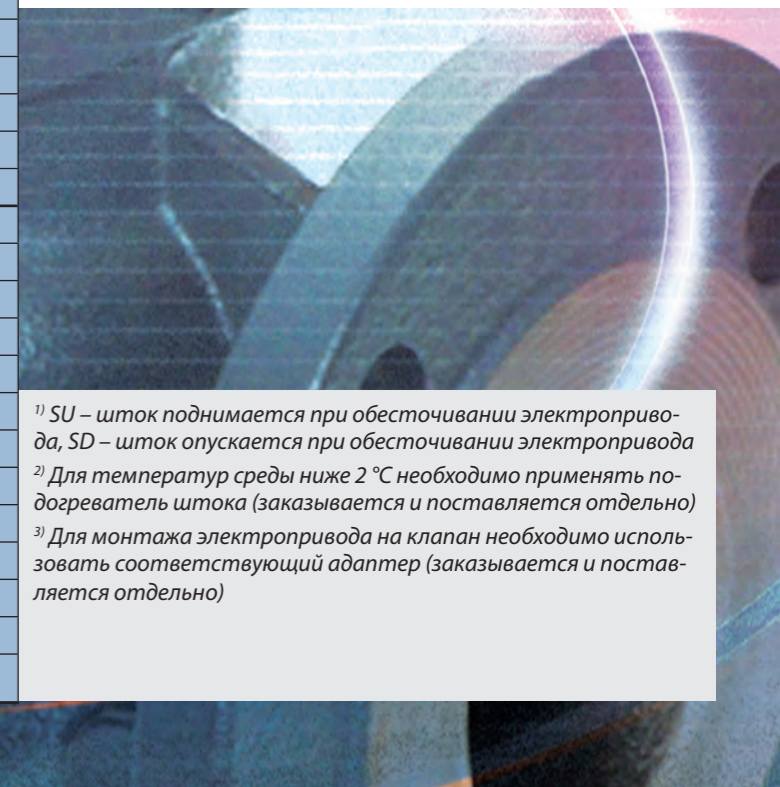 1) SU – шток поднимается при обесточивании электроприво-
да, SD – шток опускается при обесточивании электропривода
2) Для температур среды ниже 2 °С необходимо применять по-
догреватель штока (заказывается и поставляется отдельно)
3) Для монтажа электропривода на клапан необходимо исполь-
зовать соответствующий адаптер (заказывается и постав-
ляется отдельно)